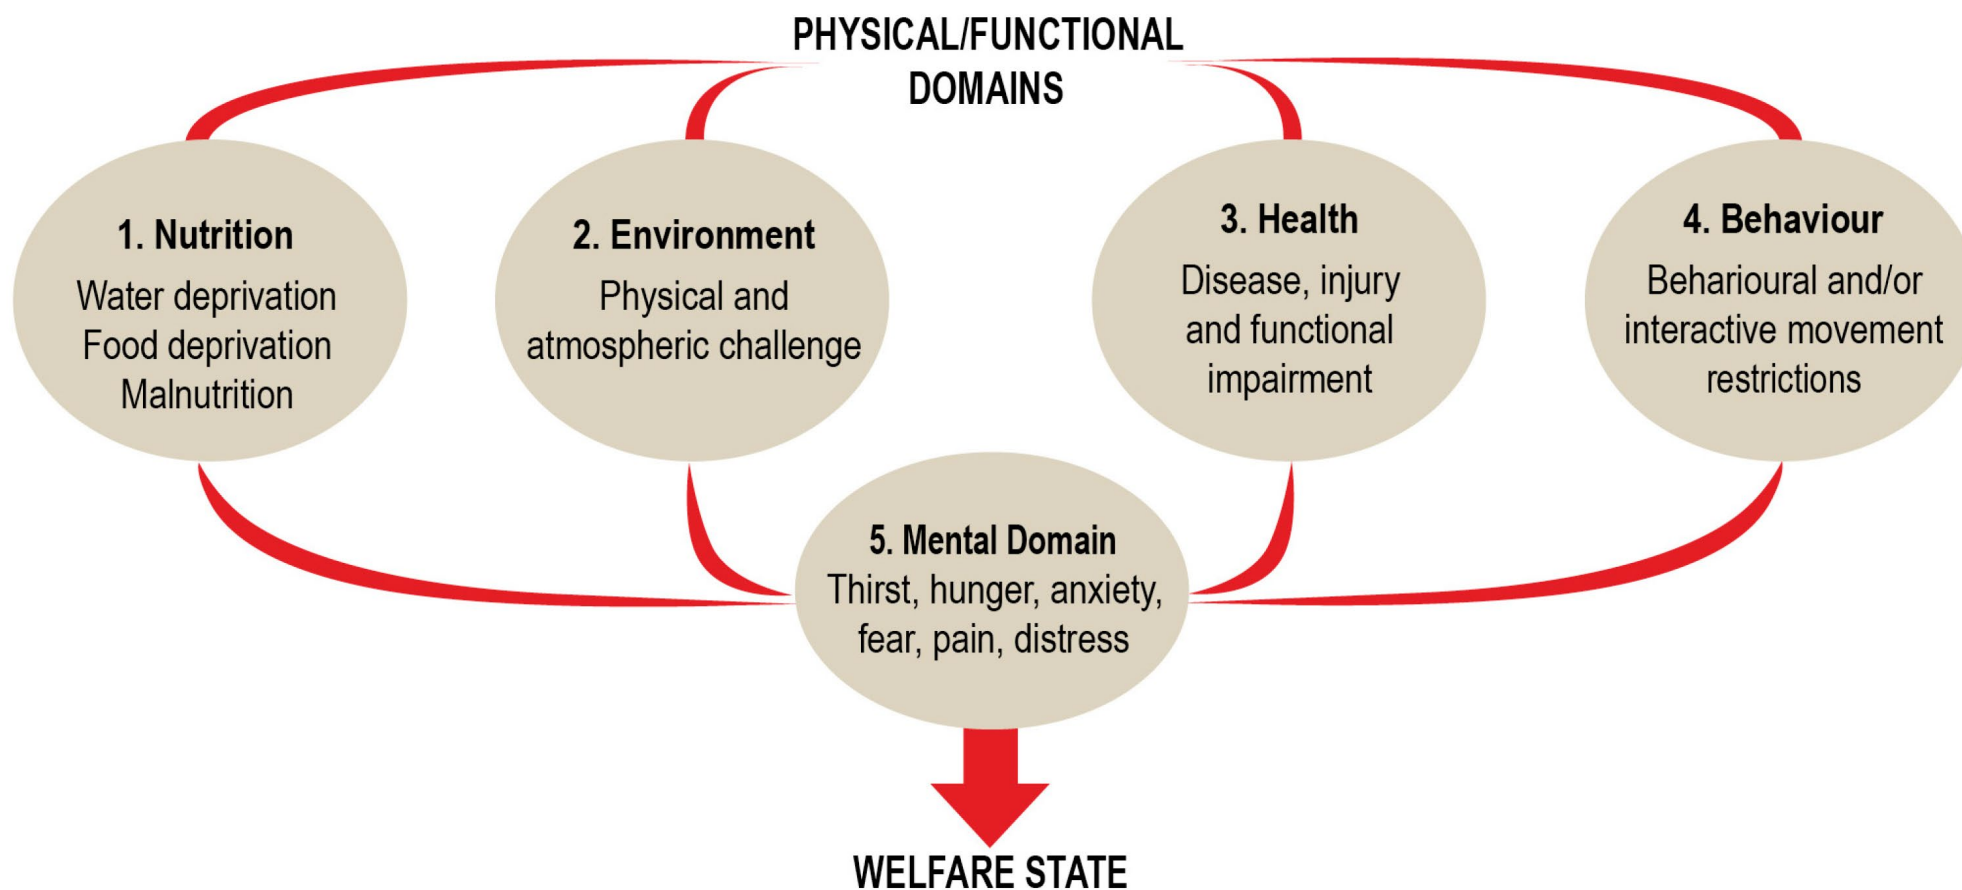 PHYSICAL/FUNCTIONAL
DOMAINS
1. Nutrition
Water deprivation
Food deprivation
Malnutrition
2. Environment
Physical and
atmospheric challenge
3. Health
Disease, injury
and functional
impairment
4. Behaviour
Beharioural and/or
interactive movement
restrictions
5. Mental Domain
Thirst, hunger, anxiety,
fear, pain, distress
WELFARE STATE